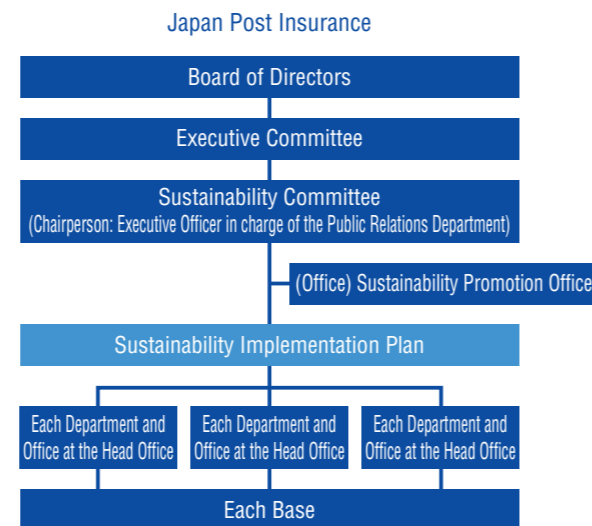 Japan Post Insurance
Board of Directors
Executive Committee
Sustainability Committee
(Chairperson: Executive Officer in charge of the Public Relations Department)
(Office) Sustainability Promotion Office
Sustainability Implementation Plan
Each Department and
Office at the Head Office
Each Department and
Office at the Head Office
Each Department and
Office at the Head Office
Each Base